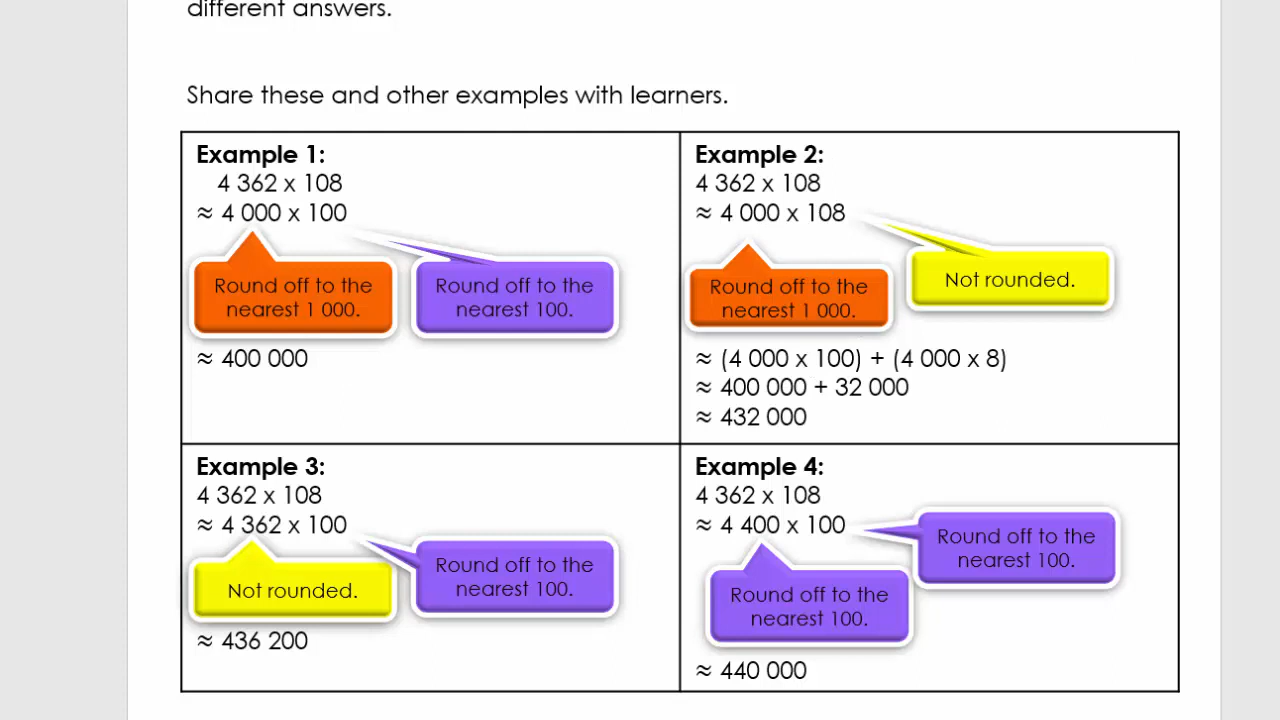 different answers.
Share these and other examples with learners.
Example 1:
4 362 x 108
≈ 4 000 x 100
Round off to the
nearest 1 000.
Round off to the
nearest 100.
≈ 400 000
Example 2:
4 362 x 108
≈ 4 000 x 108
Round off to the
nearest 1 000.
Not rounded.
≈ (4 000 x 100) + (4 000 x 8)
≈ 400 000 + 32 000
≈ 432 000
Example 3:
4 362 x 108
≈ 4 362 x 100
Not rounded.
Round off to the
nearest 100.
≈ 436 200
Example 4:
4 362 x 108
≈ 4 400 x 100
Round off to the
nearest 100.
Round off to the
nearest 100.
≈ 440 000